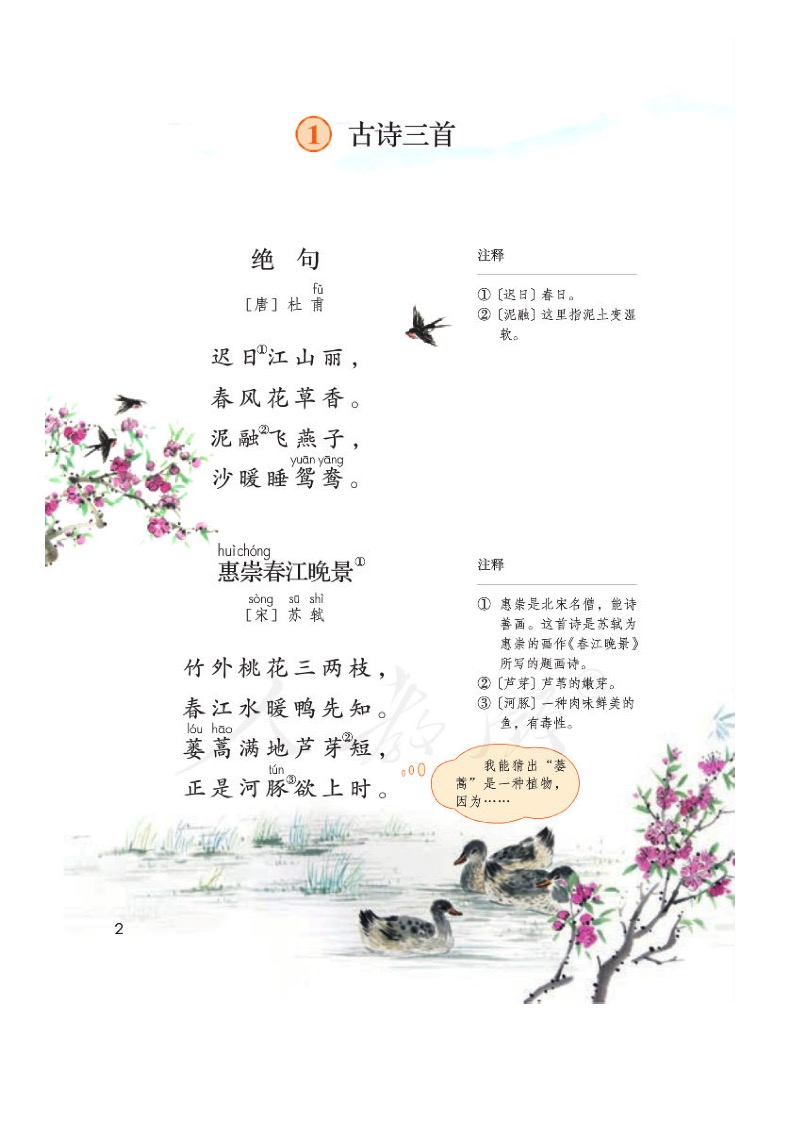 1 古诗三首
绝 句
fǔ
［唐］杜 甫
迟日①江山丽，
春风花草香。
泥融②飞燕子，
yuān yāng
沙暖睡鸳鸯。
注释
①〔迟日〕春日。
②〔泥融〕这里指泥土变湿
软。
huì chóng
惠崇春江晚景①
sòng sū shì
［宋］苏 轼
竹外桃花三两枝，
春江水暖鸭先知。
lóu hāo
蒌蒿满地芦芽②短，
tún
正是河豚③欲上时。
注释
① 惠崇是北宋名僧，能诗
善画。这首诗是苏轼为
惠崇的画作《春江晚景》
所写的题画诗。
②〔芦芽〕芦苇的嫩芽。
③〔河豚〕一种肉味鲜美的
鱼，有毒性。
我能猜出“蒌
蒿”是一种植物，
因为……
人教版
2